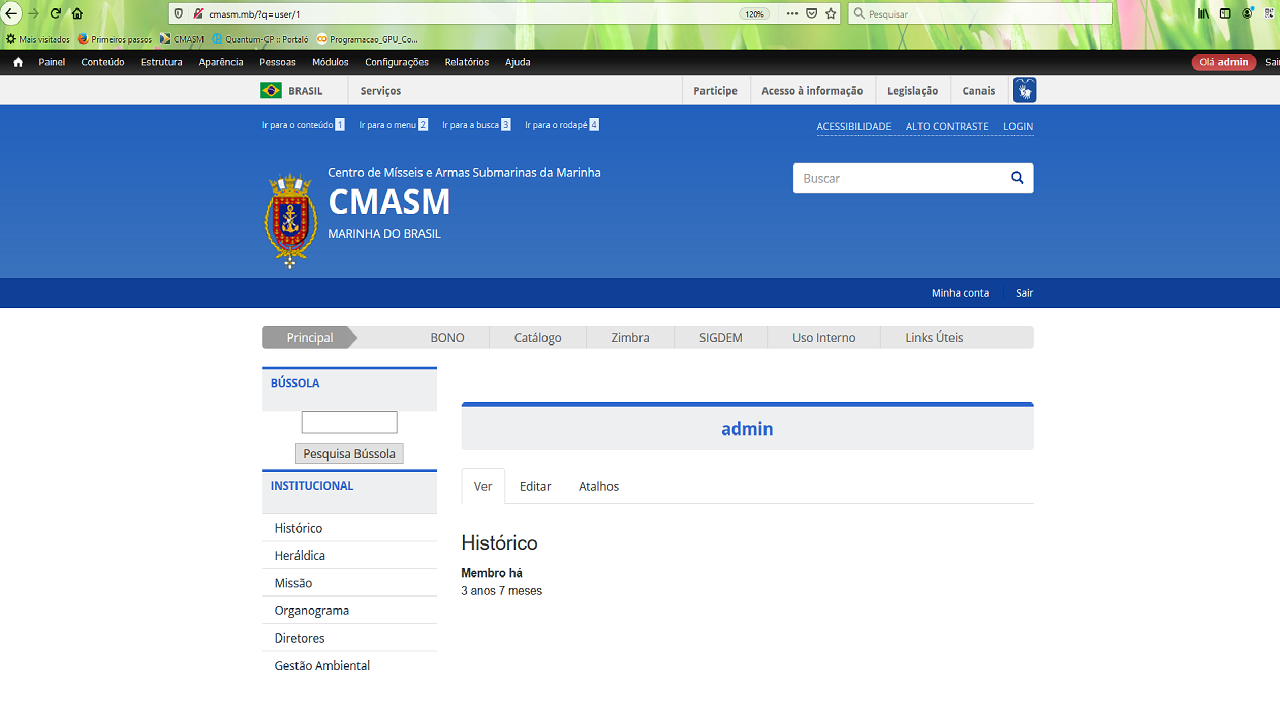 cmasm.mb/?q=user/1
120%
Pesquisar
Mais visitados Primeiros passos CMASM Quantum-GP :: Portaló Programacao_GPU_Co...
Painel Conteúdo Estrutura Aparência Pessoas Módulos Configurações Relatórios Ajuda
Olá admin Sai
BRASIL Serviços Participe Acesso à informação Legislação Canais
Ir para o conteúdo 1 Ir para o menu 2 Ir para a busca 3 Ir para o rodapé 4
ACESSIBILIDADE ALTO CONTRASTE LOGIN
Centro de Mísseis e Armas Submarinas da Marinha
CMASM
MARINHA DO BRASIL
Buscar
Minha conta Sair
Principal BONO Catálogo Zimbra SIGDEM Uso Interno Links Úteis
BÚSSOLA
Pesquisa Bússola
INSTITUCIONAL
Histórico
Heráldica
Missão
Organograma
Diretores
Gestão Ambiental
admin
Ver Editar Atalhos
Histórico
Membro há
3 anos 7 meses